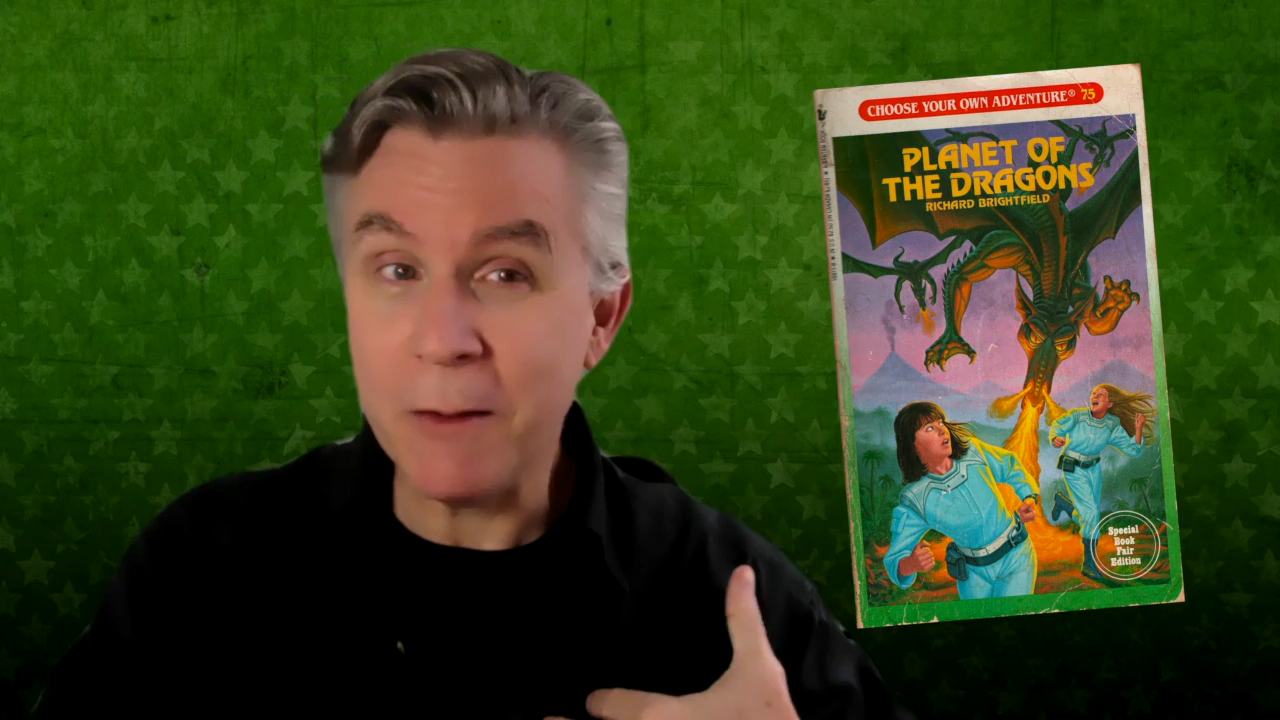 CHOOSE YOUR OWN ADVENTURE® 75
PLANET OF
THE DRAGONS
RICHARD BRIGHTFIELD
Special
Book
Fair
Edition